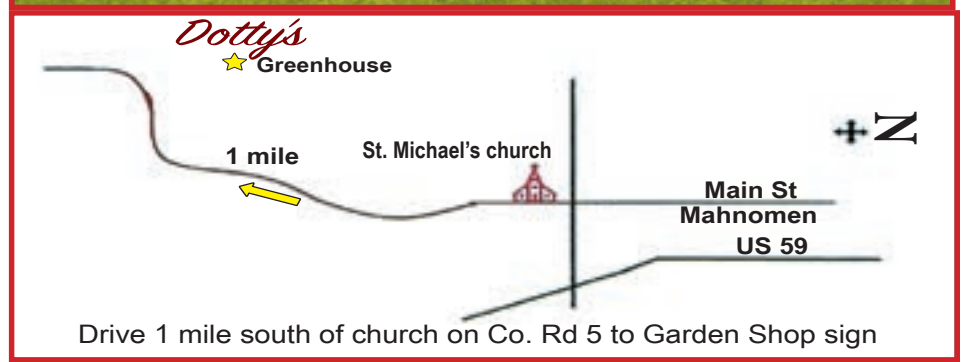 Dotty's
Greenhouse
1 mile
St. Michael's church
N
Main St
Mahnomen
US 59
Drive 1 mile south of church on Co. Rd 5 to Garden Shop sign